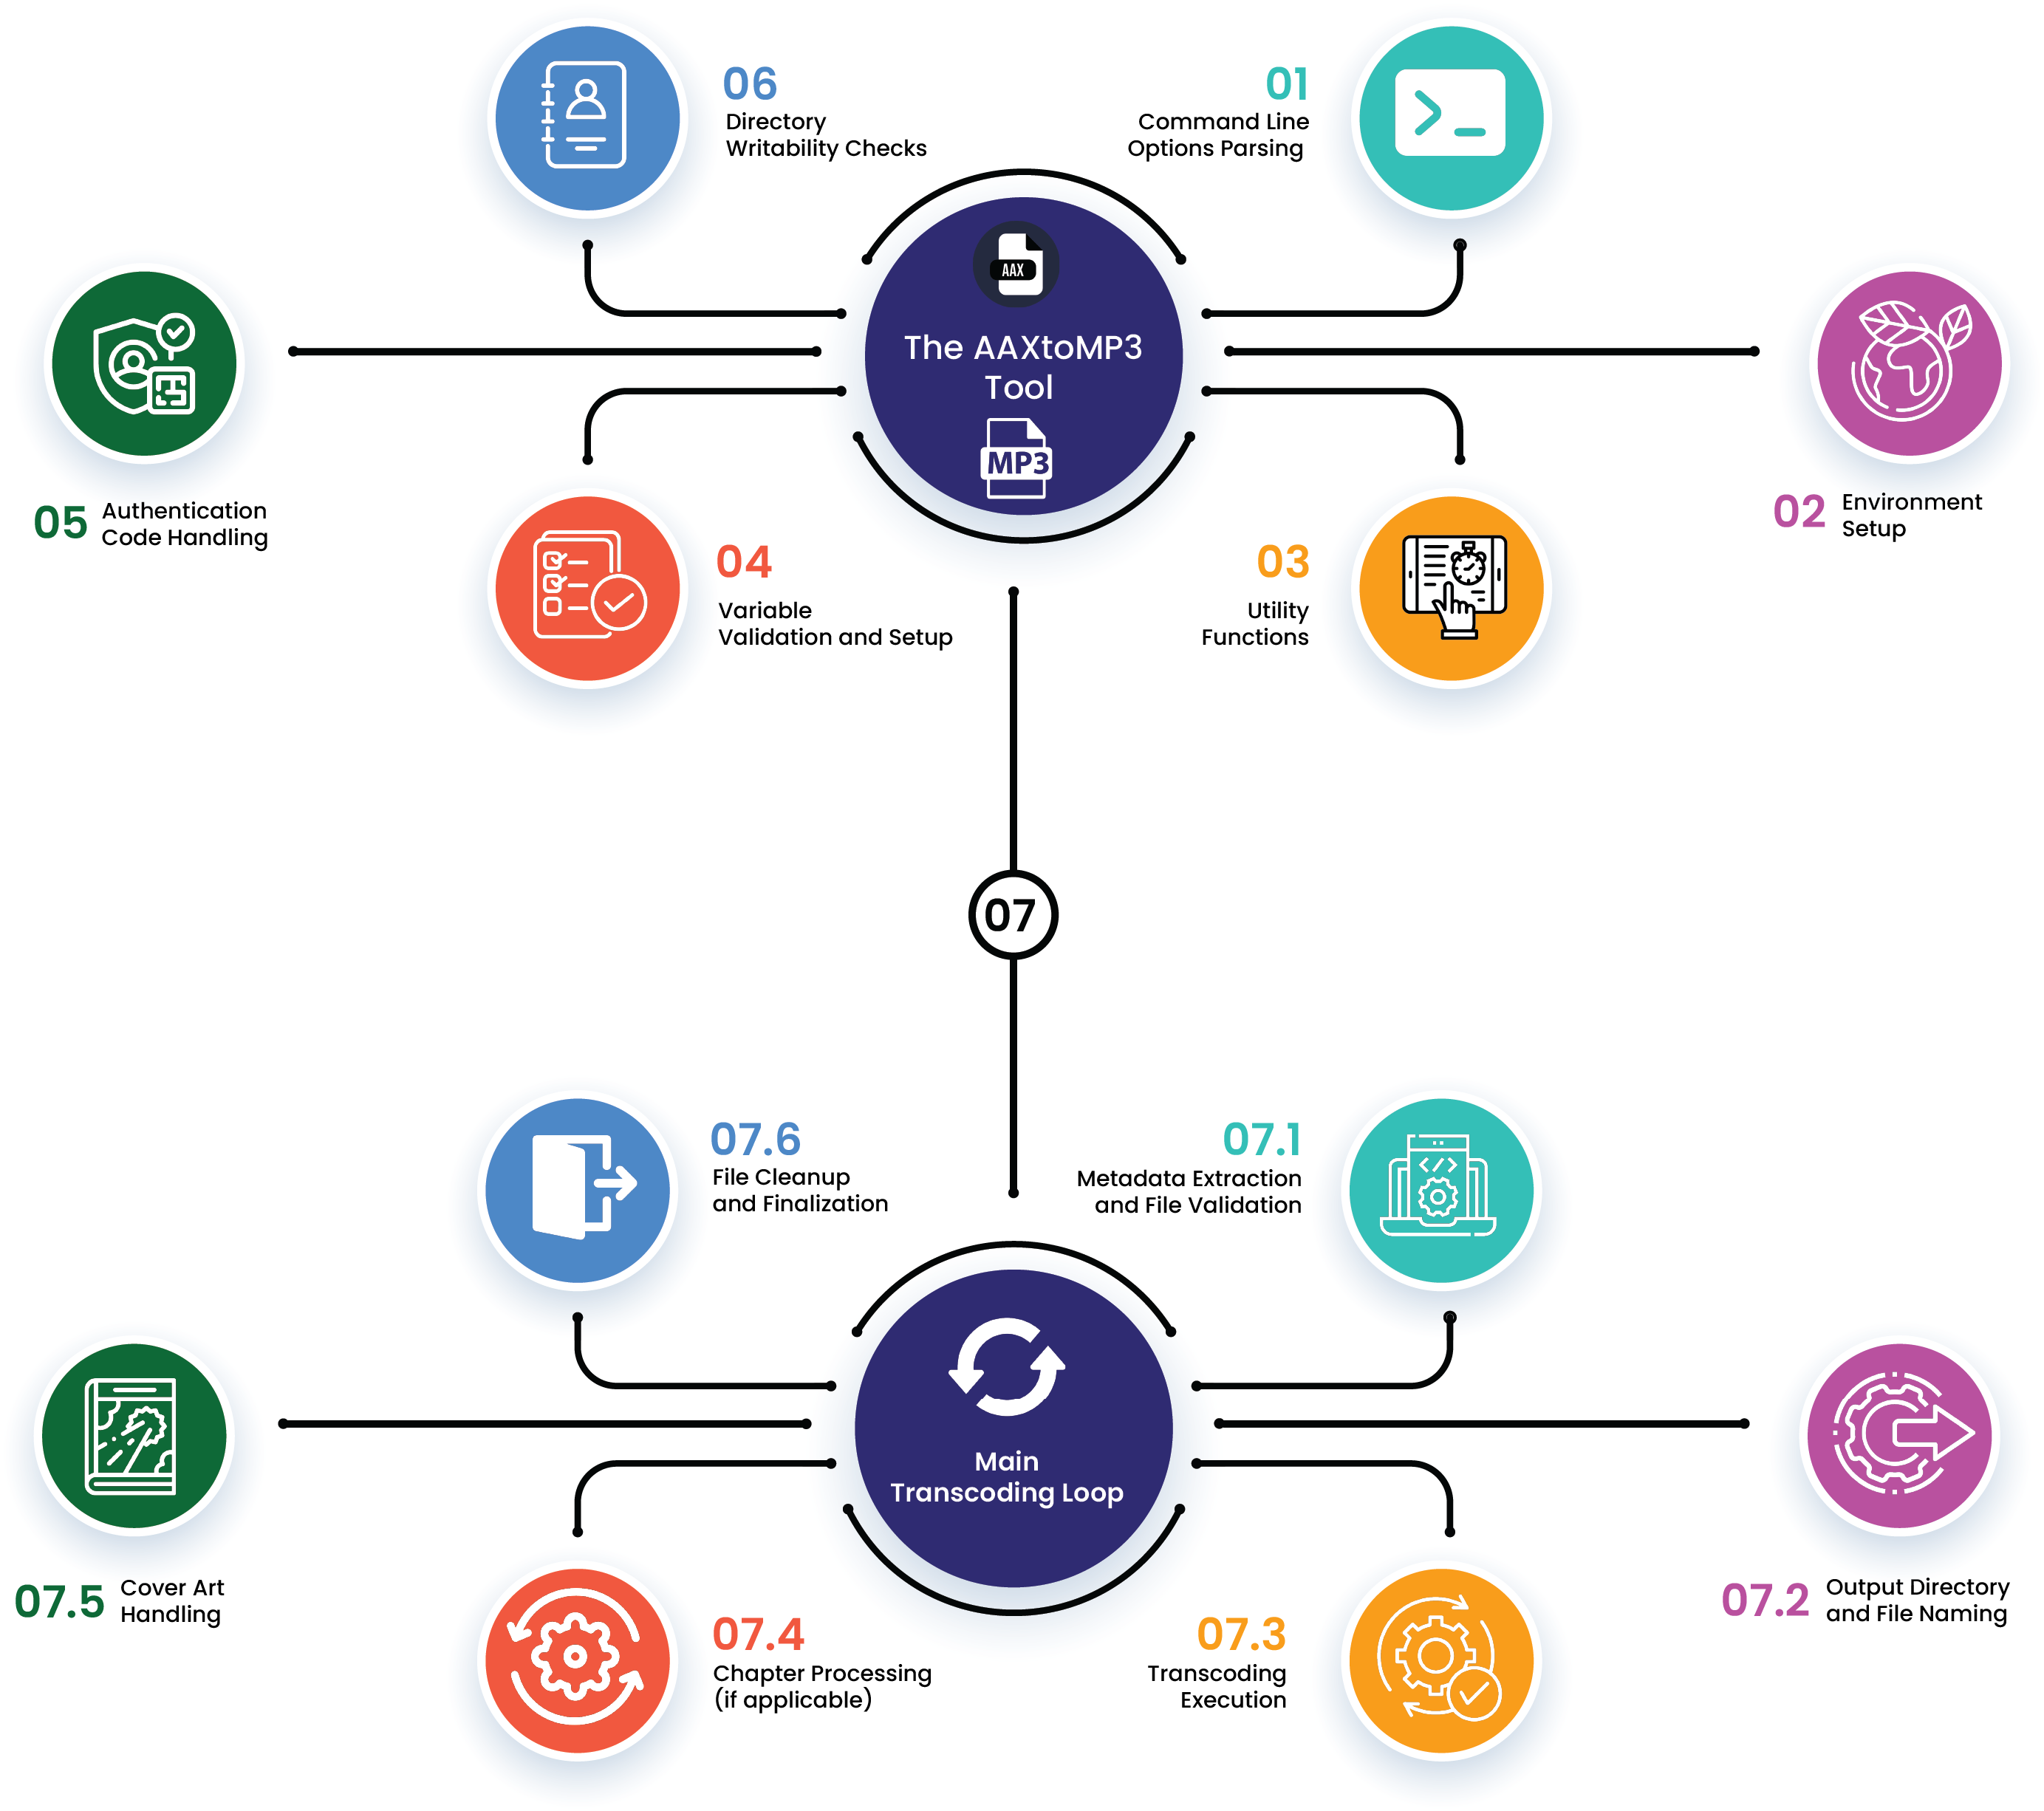 06
Directory
Writability Checks
01
Command Line
Options Parsing
>_
AAX
The AAXtoMP3
Tool
MP3
05
Authentication
Code Handling
02
Environment
Setup
04
Variable
Validation and Setup
03
Utility
Functions
07
07.6
File Cleanup
and Finalization
07.1
Metadata Extraction
and File Validation
</>
Main
Transcoding Loop
07.5
Cover Art
Handling
07.2
Output Directory
and File Naming
07.4
Chapter Processing
(if applicable)
07.3
Transcoding
Execution